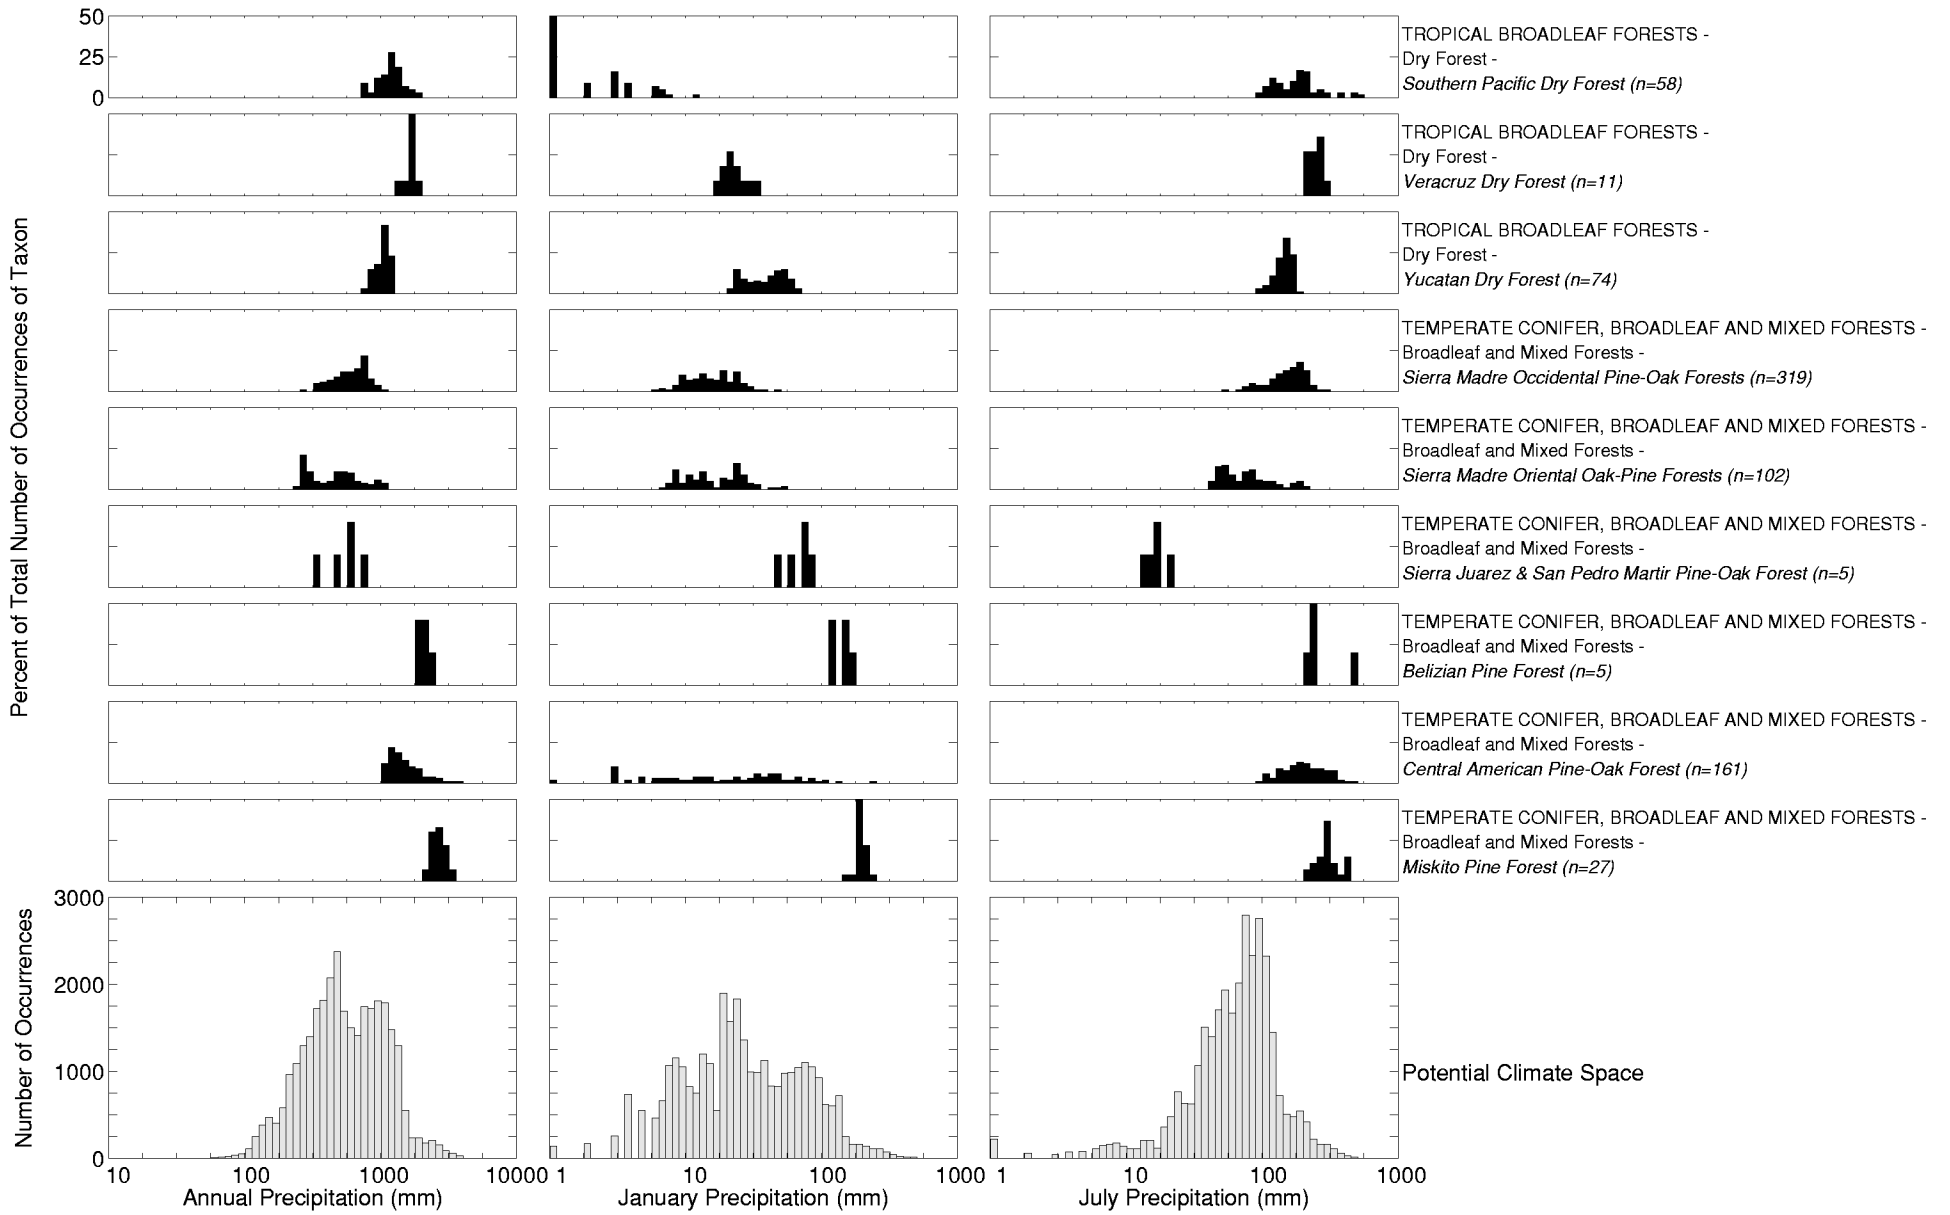 50
25
0
TROPICAL BROADLEAF FORESTS -
Dry Forest -
Southern Pacific Dry Forest (n=58)
TROPICAL BROADLEAF FORESTS -
Dry Forest -
Veracruz Dry Forest (n=11)
TROPICAL BROADLEAF FORESTS -
Dry Forest -
Yucatan Dry Forest (n=74)
TEMPERATE CONIFER, BROADLEAF AND MIXED FORESTS -
Broadleaf and Mixed Forests -
Sierra Madre Occidental Pine-Oak Forests (n=319)
TEMPERATE CONIFER, BROADLEAF AND MIXED FORESTS -
Broadleaf and Mixed Forests -
Sierra Madre Oriental Oak-Pine Forests (n=102)
TEMPERATE CONIFER, BROADLEAF AND MIXED FORESTS -
Broadleaf and Mixed Forests -
Sierra Juarez & San Pedro Martir Pine-Oak Forest (n=5)
TEMPERATE CONIFER, BROADLEAF AND MIXED FORESTS -
Broadleaf and Mixed Forests -
Belizian Pine Forest (n=5)
TEMPERATE CONIFER, BROADLEAF AND MIXED FORESTS -
Broadleaf and Mixed Forests -
Central American Pine-Oak Forest (n=161)
TEMPERATE CONIFER, BROADLEAF AND MIXED FORESTS -
Broadleaf and Mixed Forests -
Miskito Pine Forest (n=27)
Percent of Total Number of Occurrences of Taxon
3000
2000
1000
0
Number of Occurrences
Potential Climate Space
10 100 1000 10000
1 10 100 1000
1 10 100 1000
Annual Precipitation (mm)
January Precipitation (mm)
July Precipitation (mm)